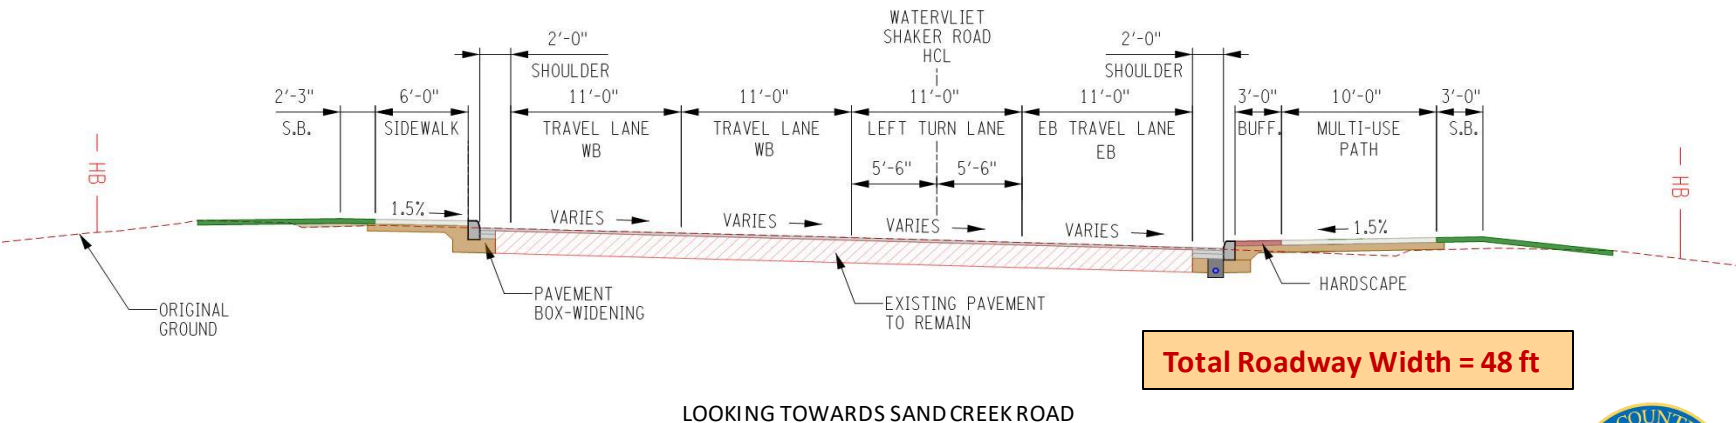 WATERVLIET
SHAKER ROAD
HCL
2'-0"
SHOULDER
2'-0"
SHOULDER
2'-3"
S.B.
6'-0"
SIDEWALK
11'-0"
TRAVEL LANE
WB
11'-0"
TRAVEL LANE
WB
11'-0"
LEFT TURN LANE
11'-0"
EB TRAVEL LANE
EB
3'-0"
BUFF.
10'-0"
MULTI-USE
PATH
3'-0"
S.B.
5'-6"
5'-6"
HB
HB
1.5%
VARIES
VARIES
VARIES
VARIES
1.5%
ORIGINAL
GROUND
PAVEMENT
BOX-WIDENING
EXISTING PAVEMENT
TO REMAIN
HARDSCAPE
Total Roadway Width = 48 ft
LOOKING TOWARDS SAND CREEK ROAD